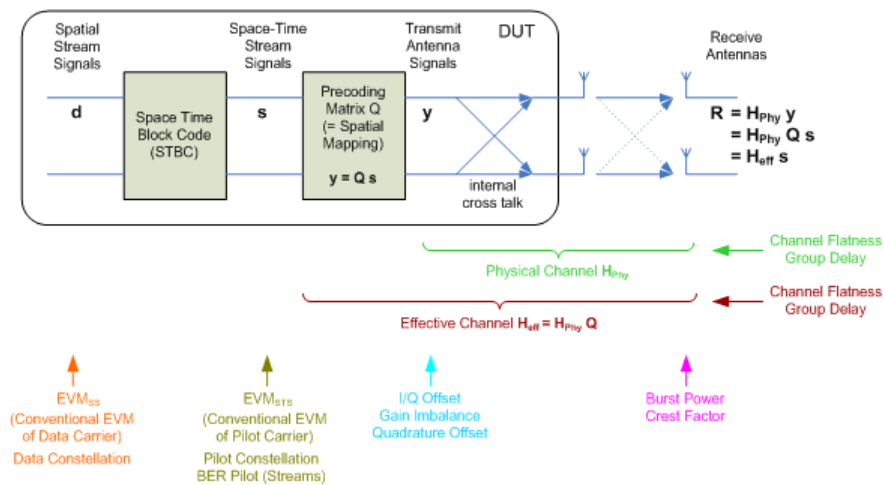 Spatial
Stream
Signals
Space-Time
Stream
Signals
Transmit
Antenna
Signals
DUT
Receive
Antennas
d
Space Time
Block Code
(STBC)
s
Precoding
Matrix Q
(= Spatial
Mapping)
y = Q s
y
internal
cross talk
R = HPhy y
= HPhy Q s
= Heff s
Physical Channel HPhy
Channel Flatness
Group Delay
Effective Channel Heff = HPhy Q
Channel Flatness
Group Delay
EVMSS
(Conventional EVM
of Data Carrier)
Data Constellation
EVMSTS
(Conventional EVM
of Pilot Carrier)
Pilot Constellation
BER Pilot (Streams)
I/Q Offset
Gain Imbalance
Quadrature Offset
Burst Power
Crest Factor